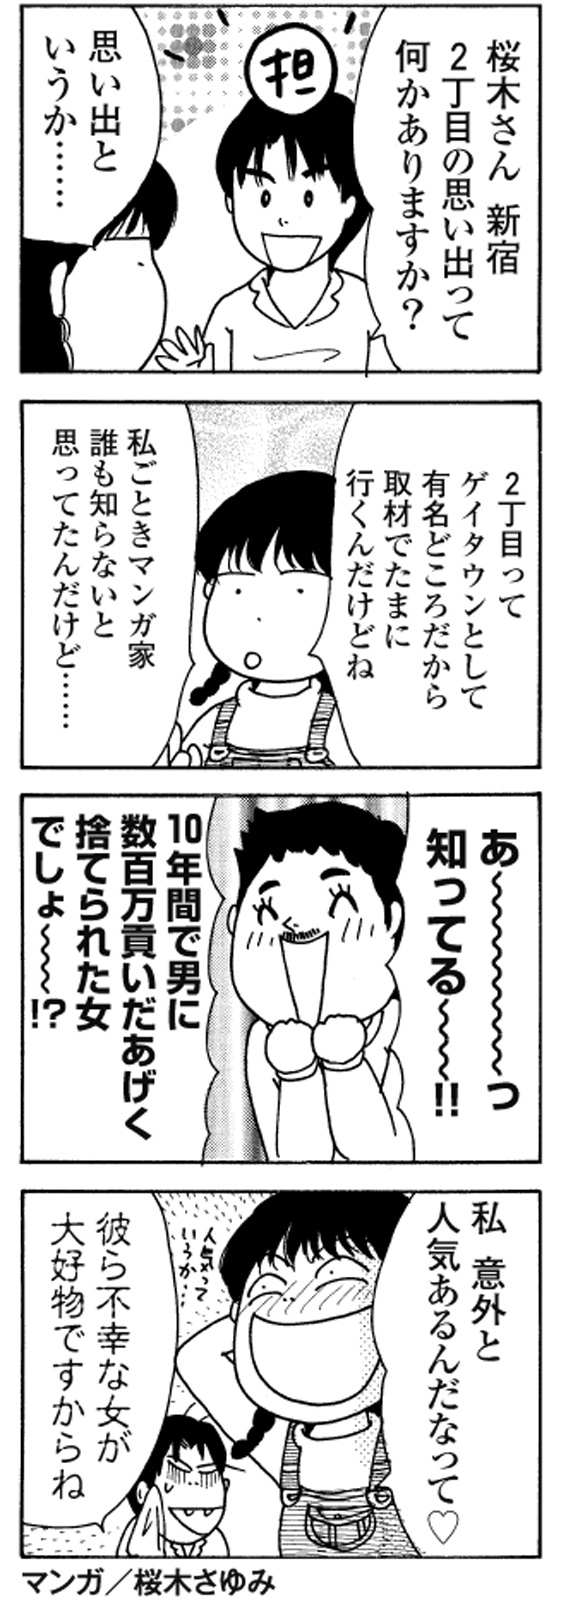 担
桜木さん 新宿
2丁目の思い出って
何かありますか？
思い出と
いうか……
2丁目って
ゲイタウンとして
有名どころだから
取材でたまに
行くんだけどね
私ごときマンガ家
誰も知らないと
思ってたんだけど……
あ〜〜〜〜っ
知ってる〜〜〜!!
10年間で男に
数百万貢いだあげく
捨てられた女
でしょ〜〜!?
私 意外と
人気あるんだなって♡
人気って
いうか…
彼ら不幸な女が
大好物ですからね
マンガ／桜木さゆみ